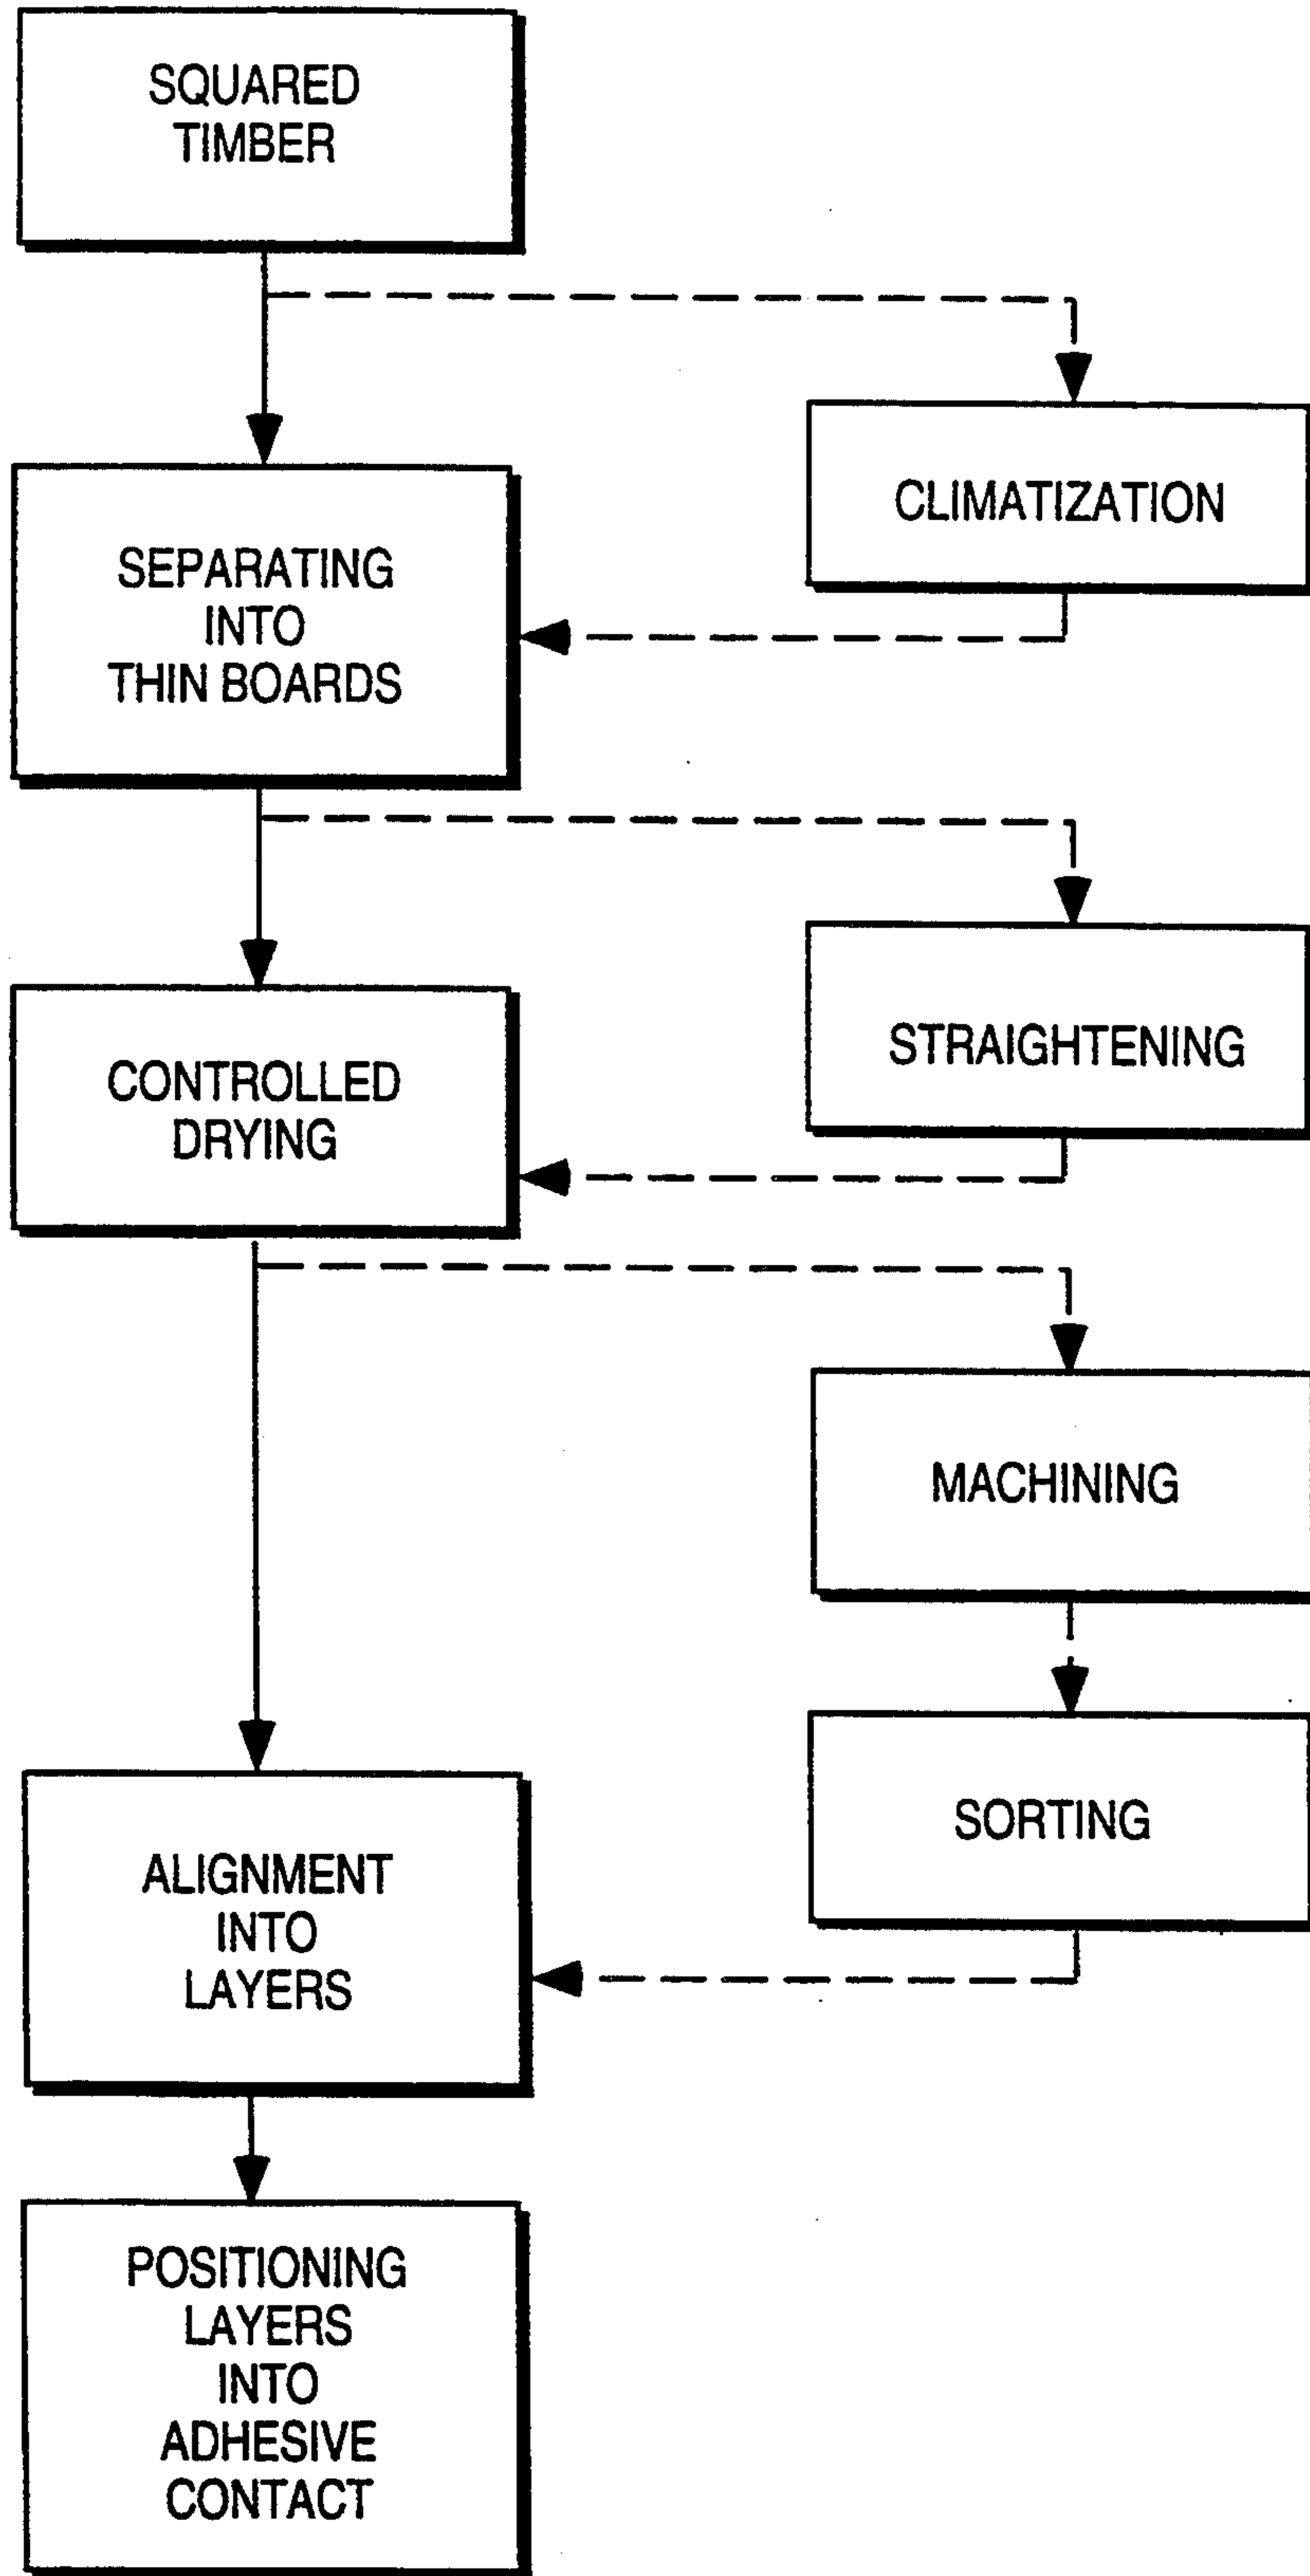 SQUARED
TIMBER
CLIMATIZATION
SEPARATING
INTO
THIN BOARDS
STRAIGHTENING
CONTROLLED
DRYING
MACHINING
SORTING
ALIGNMENT
INTO
LAYERS
POSITIONING
LAYERS
INTO
ADHESIVE
CONTACT